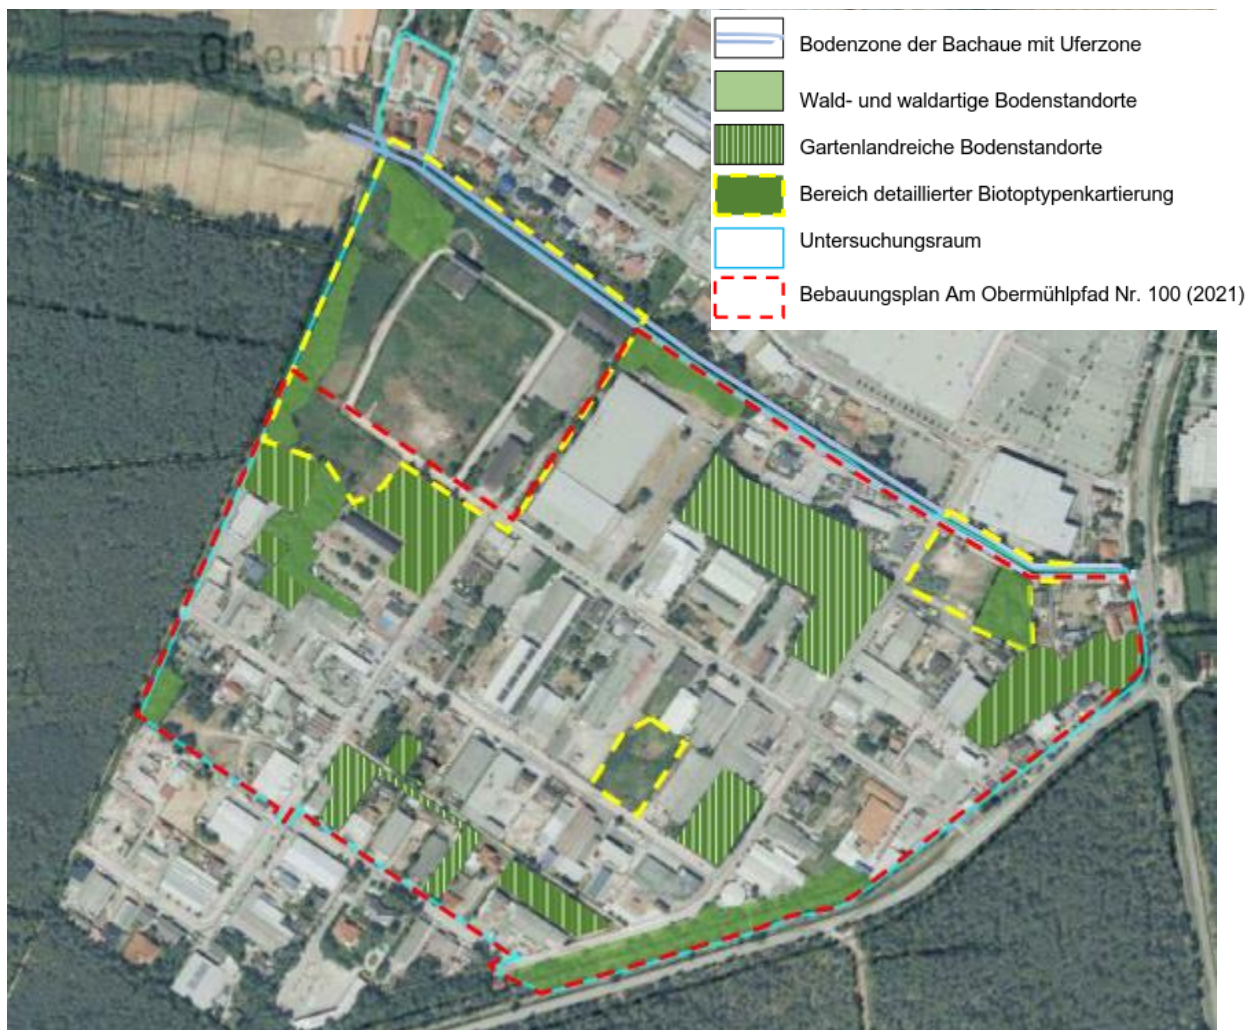 Bodenzone der Bachaue mit Uferzone
Wald- und waldartige Bodenstandorte
Gartenlandreiche Bodenstandorte
Bereich detaillierter Biotoptypenkartierung
Untersuchungsraum
Bebauungsplan Am Obermühlpfad Nr. 100 (2021)
Obermüh